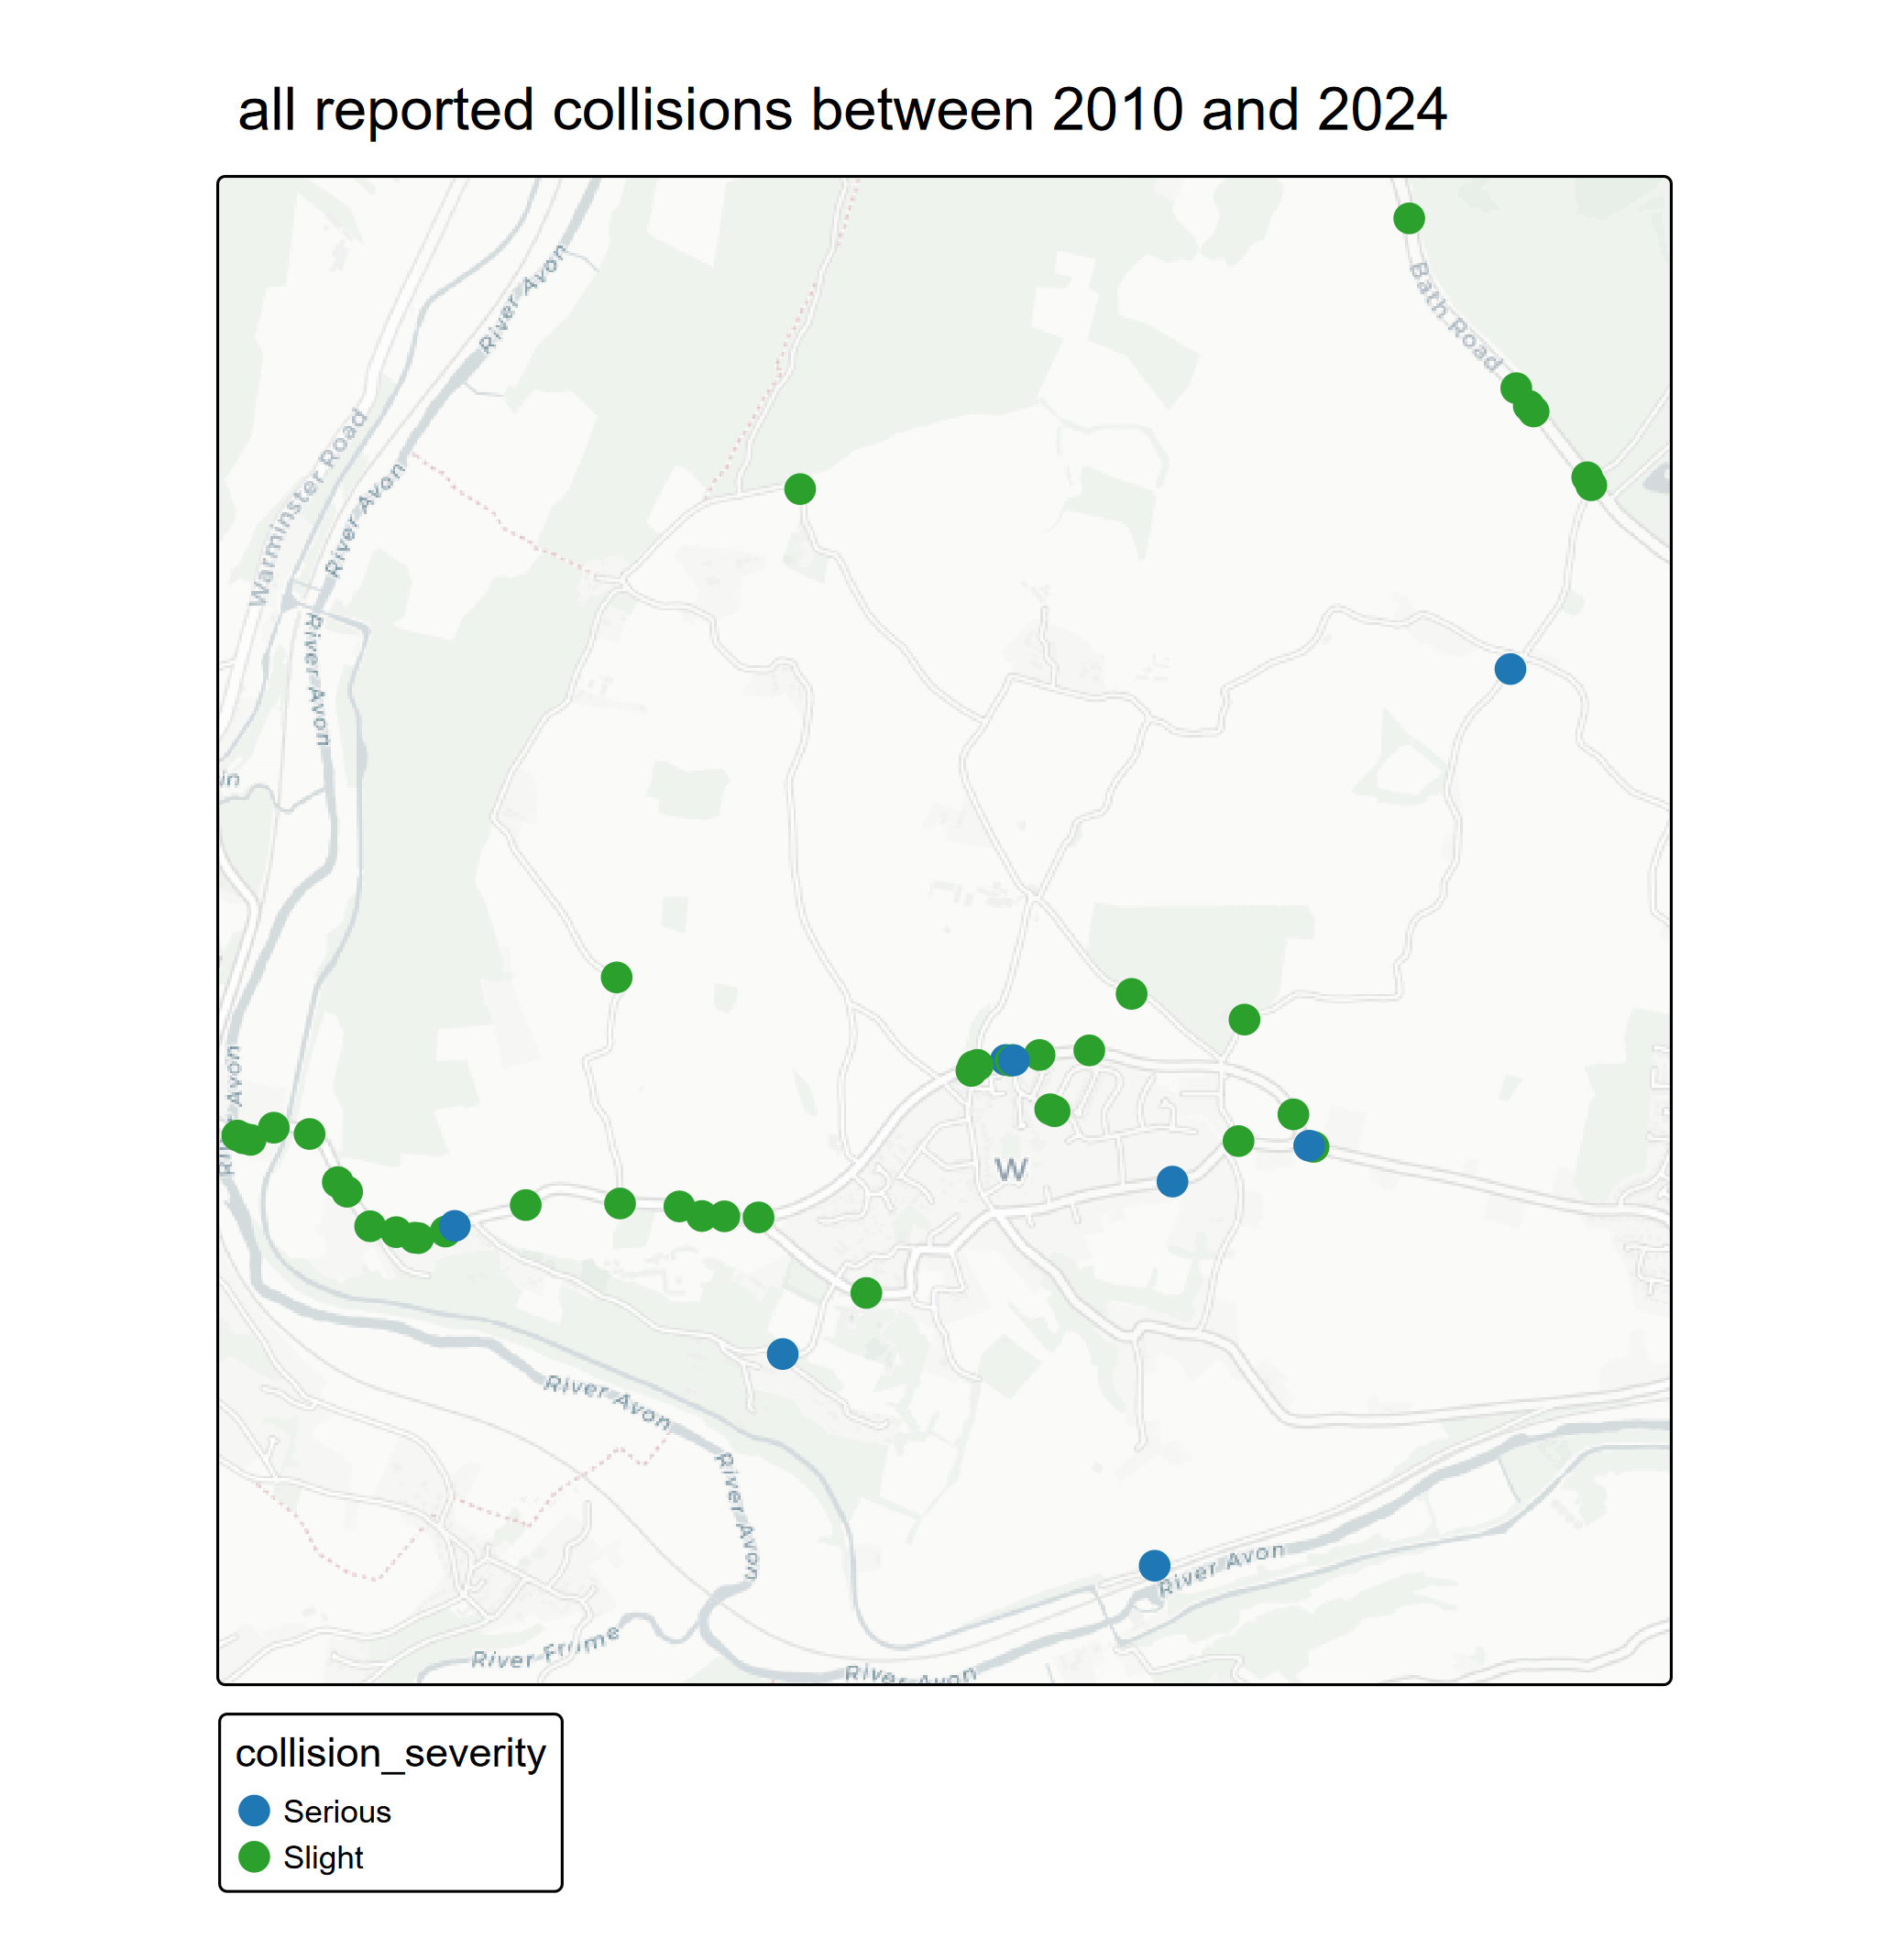 all reported collisions between 2010 and 2024
Bath Road
River Avon
Warminster Road
River Avon
River Avon
Avon
W
River Avon
River Avon
River Avon
River Frome
River Avon
collision_severity
Serious
Slight